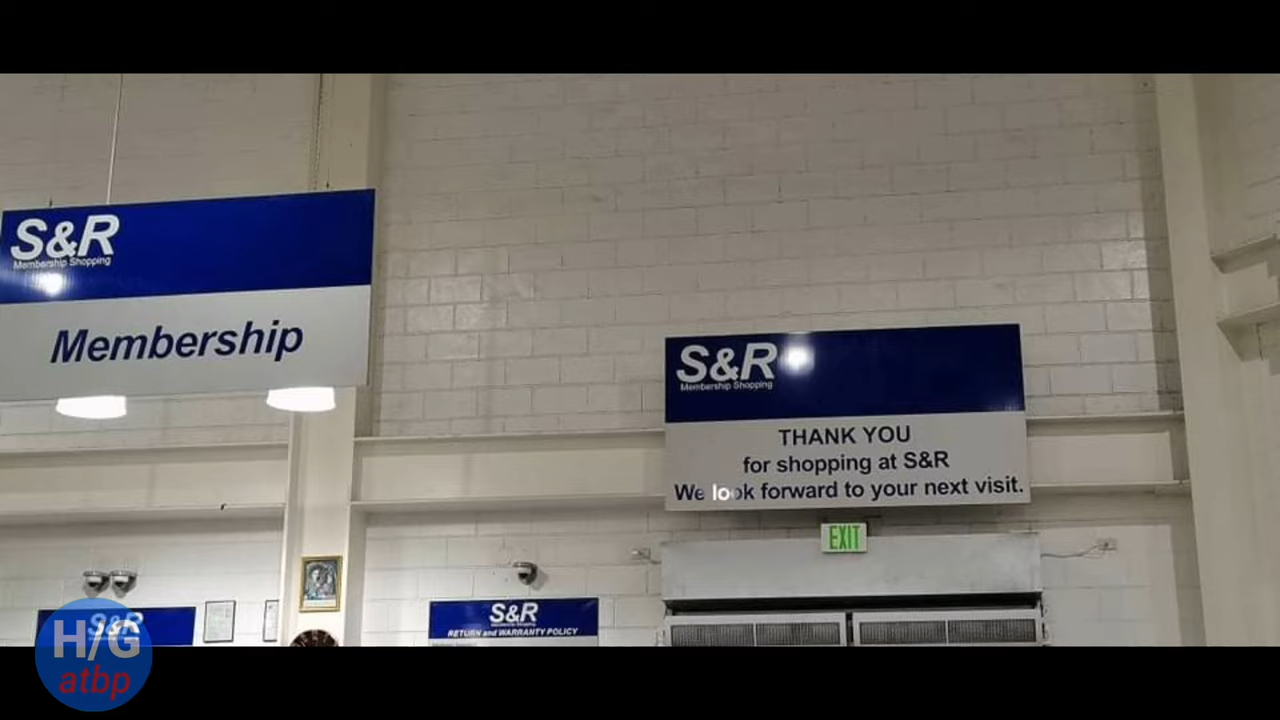 S&R
Membership Shopping
Membership
S&R
Membership Shopping
THANK YOU
for shopping at S&R
We look forward to your next visit.
EXIT
S&R
S&R
RETURN and WARRANTY POLICY
H/G
atbp